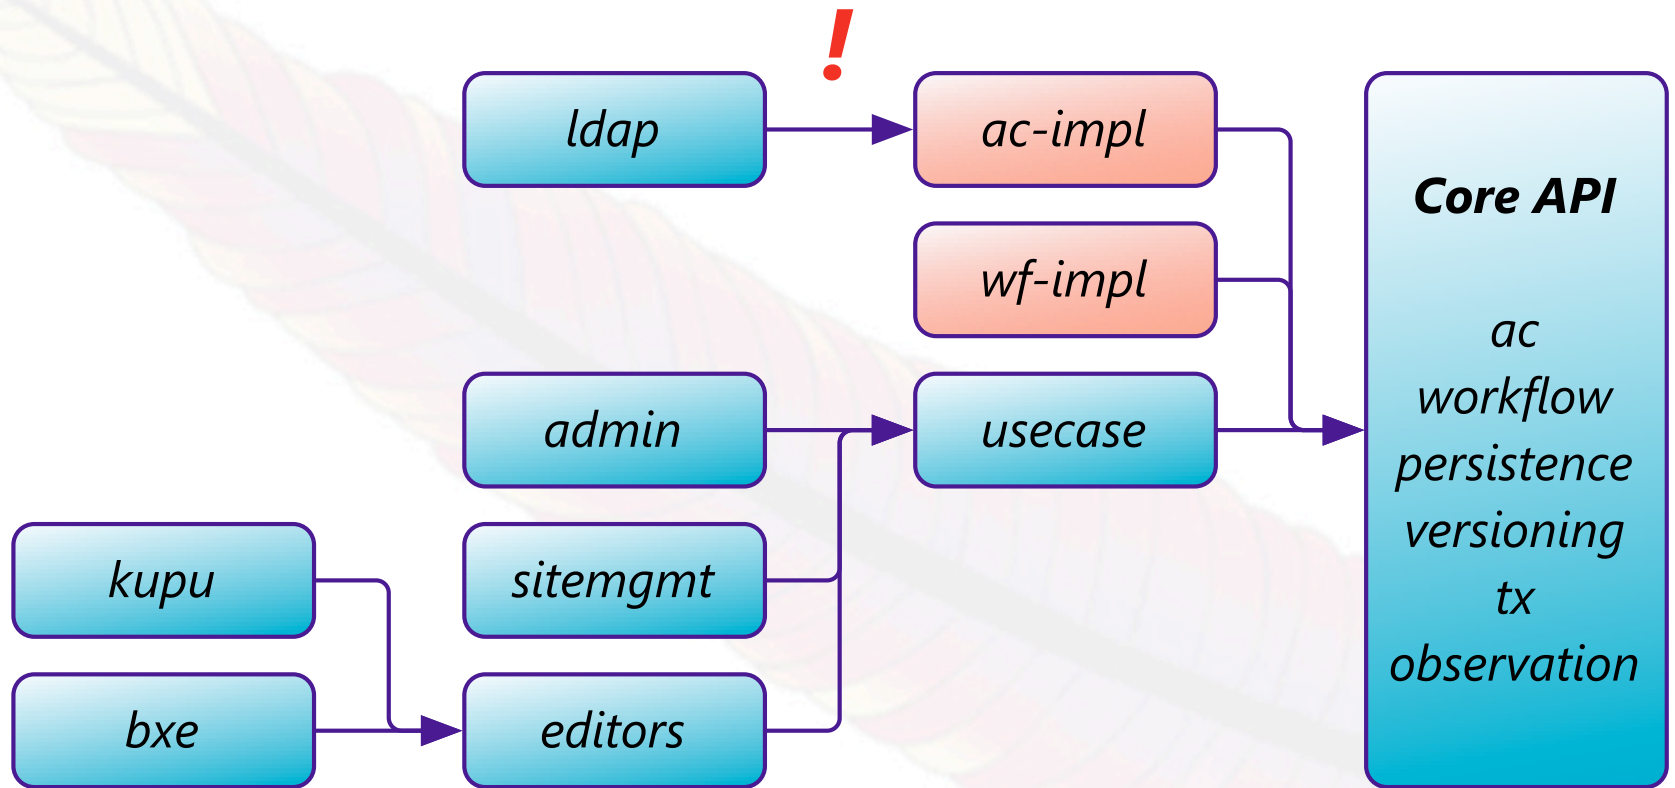 !
ldap
ac-impl
wf-impl
admin
usecase
kupu
sitemgmt
bxe
editors
Core API
ac
workflow
persistence
versioning
tx
observation